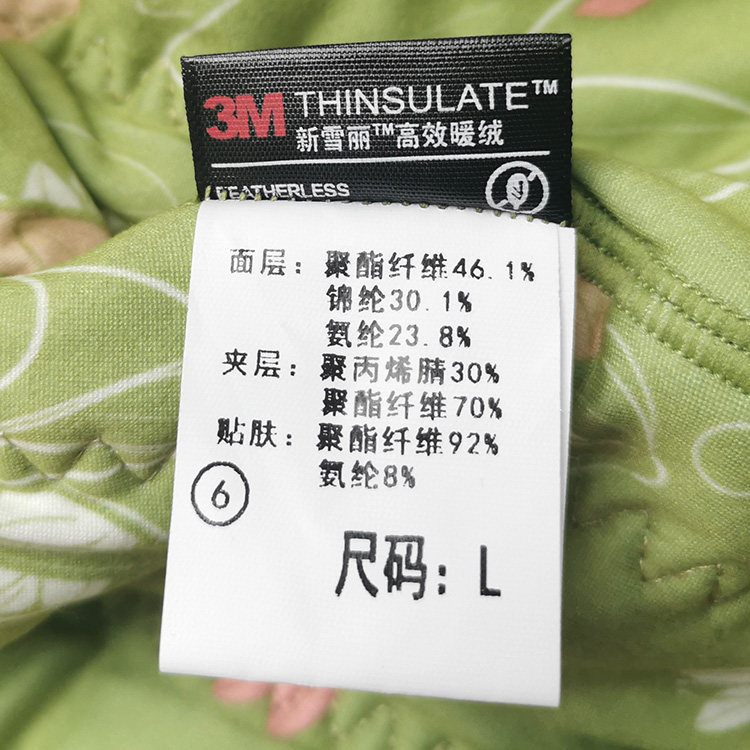 3M THINSULATE™
新雪丽™高效暖绒
FEATHERLESS
面层：聚酯纤维46.1%
锦纶30.1%
氨纶23.8%
夹层：聚丙烯腈30%
聚酯纤维70%
贴肤：聚酯纤维92%
氨纶8%
6
尺码：L